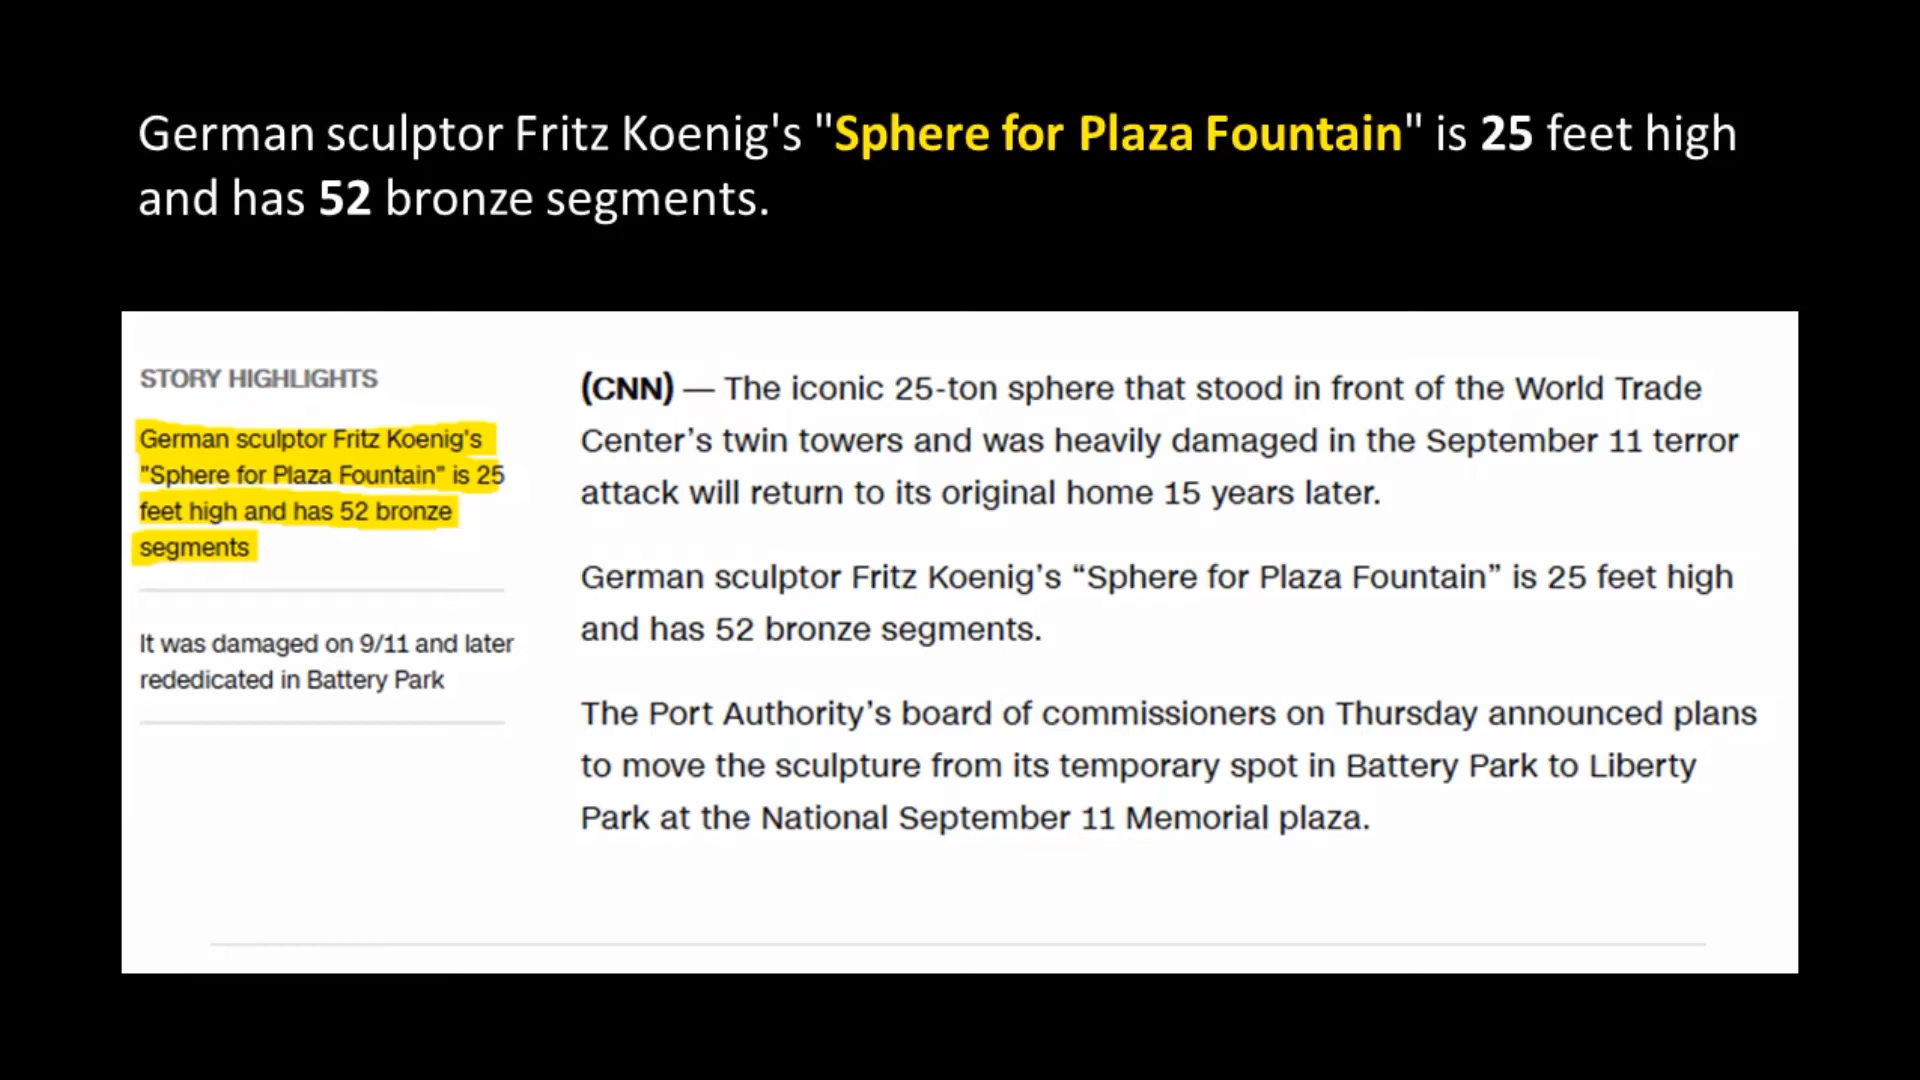 German sculptor Fritz Koenig's "Sphere for Plaza Fountain" is 25 feet high
and has 52 bronze segments.
STORY HIGHLIGHTS
German sculptor Fritz Koenig's
"Sphere for Plaza Fountain" is 25
feet high and has 52 bronze
segments
It was damaged on 9/11 and later
rededicated in Battery Park
(CNN) — The iconic 25-ton sphere that stood in front of the World Trade
Center’s twin towers and was heavily damaged in the September 11 terror
attack will return to its original home 15 years later.
German sculptor Fritz Koenig’s “Sphere for Plaza Fountain” is 25 feet high
and has 52 bronze segments.
The Port Authority’s board of commissioners on Thursday announced plans
to move the sculpture from its temporary spot in Battery Park to Liberty
Park at the National September 11 Memorial plaza.